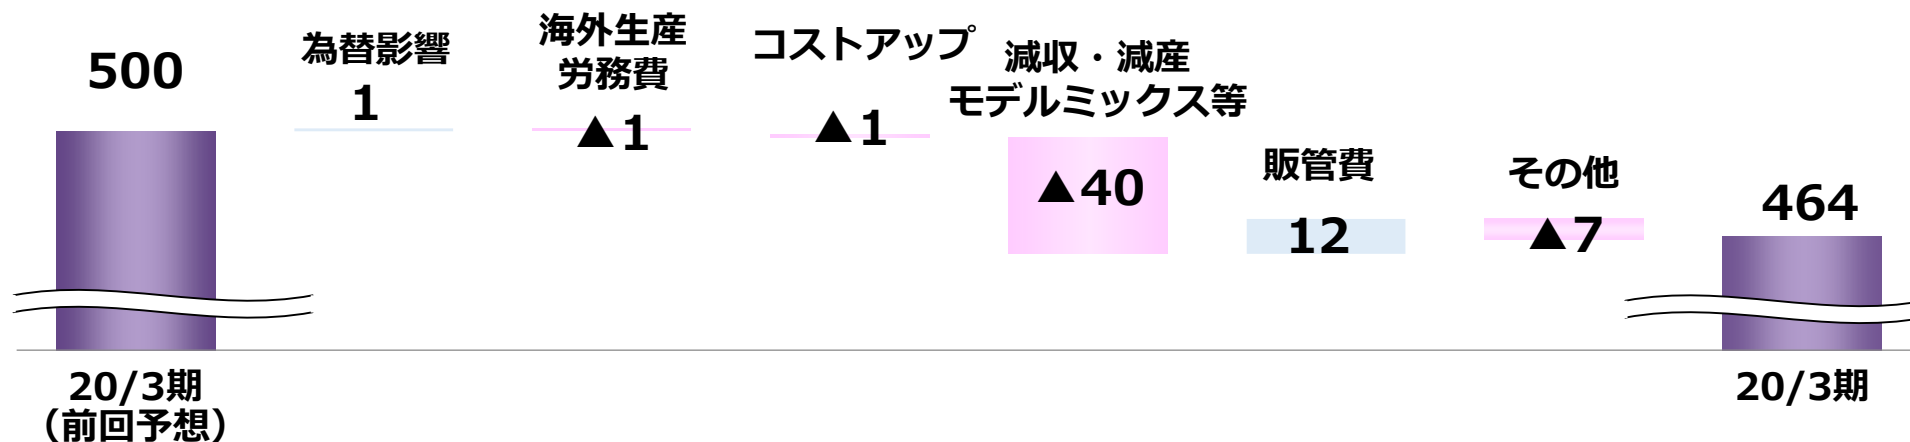 500
為替影響
1
海外生産
労務費
▲1
コストアップ
▲1
減収・減産
モデルミックス等
▲40
販管費
12
その他
▲7
464
20/3期
（前回予想）
20/3期